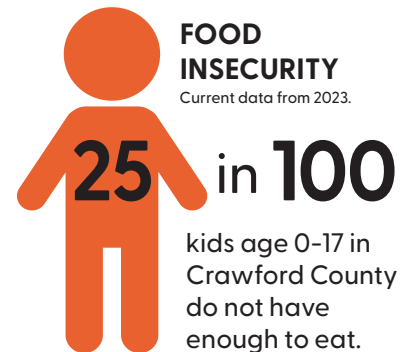 FOOD
INSECURITY
Current data from 2023.
25 in 100
kids age 0-17 in
Crawford County
do not have
enough to eat.